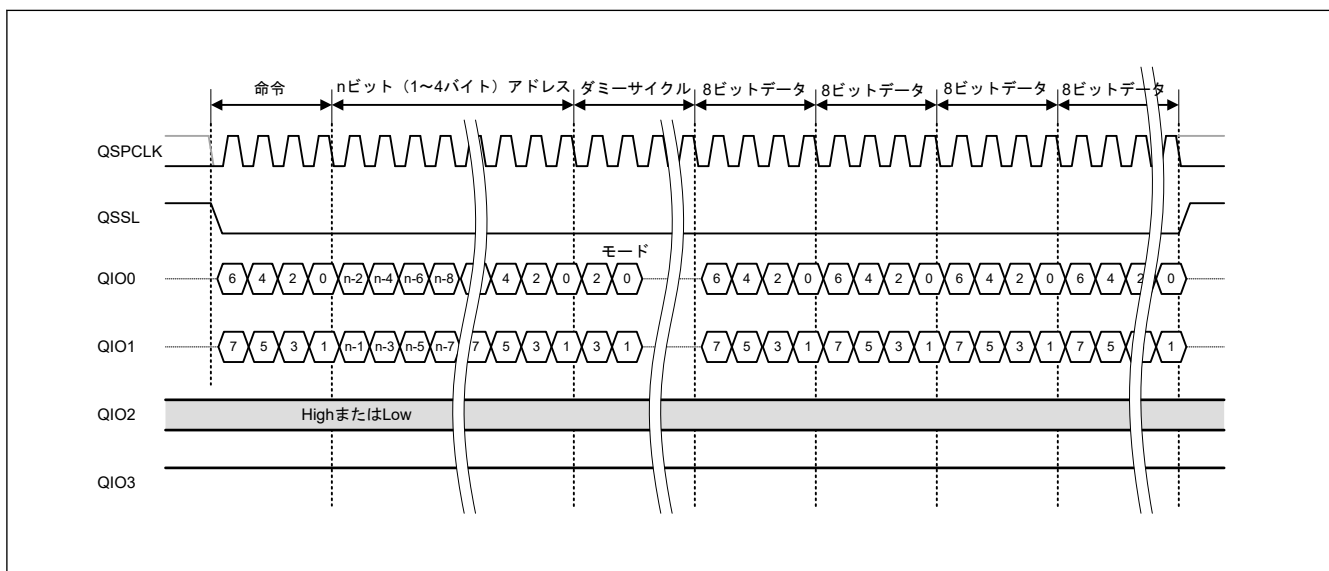 命令 nビット（1～4バイト）アドレス ダミーサイクル 8ビットデータ 8ビットデータ 8ビットデータ 8ビットデータ
QSPCLK
QSSL
モード
QIO0 6 4 2 0 n-2 n-4 n-6 n-8 4 2 0 2 0 6 4 2 0 6 4 2 0 6 4 2 0 6 4 2 0
QIO1 7 5 3 1 n-1 n-3 n-5 n-7 7 5 3 1 3 1 7 5 3 1 7 5 3 1 7 5 3 1 7 5 1
QIO2 HighまたはLow
QIO3